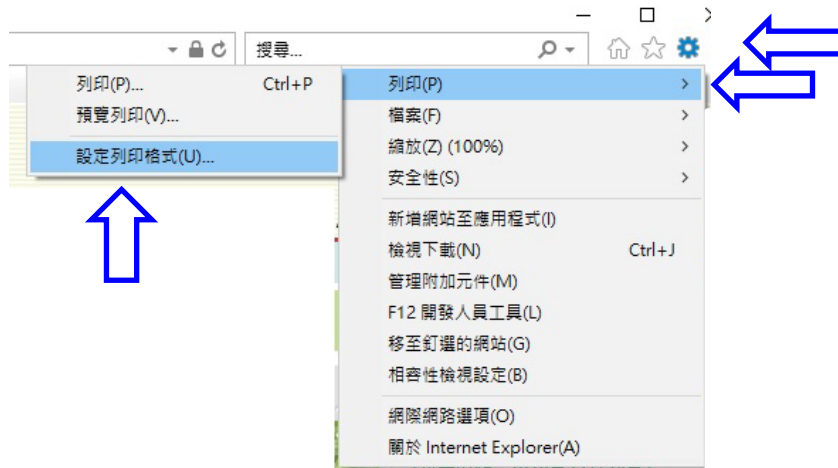 搜尋...
列印(P)... Ctrl+P
預覽列印(V)...
設定列印格式(U)...
列印(P)
檔案(F)
縮放(Z) (100%)
安全性(S)
新增網站至應用程式(I)
檢視下載(N) Ctrl+J
管理附加元件(M)
F12 開發人員工具(L)
移至釘選的網站(G)
相容性檢視設定(B)
網際網路選項(O)
關於 Internet Explorer(A)